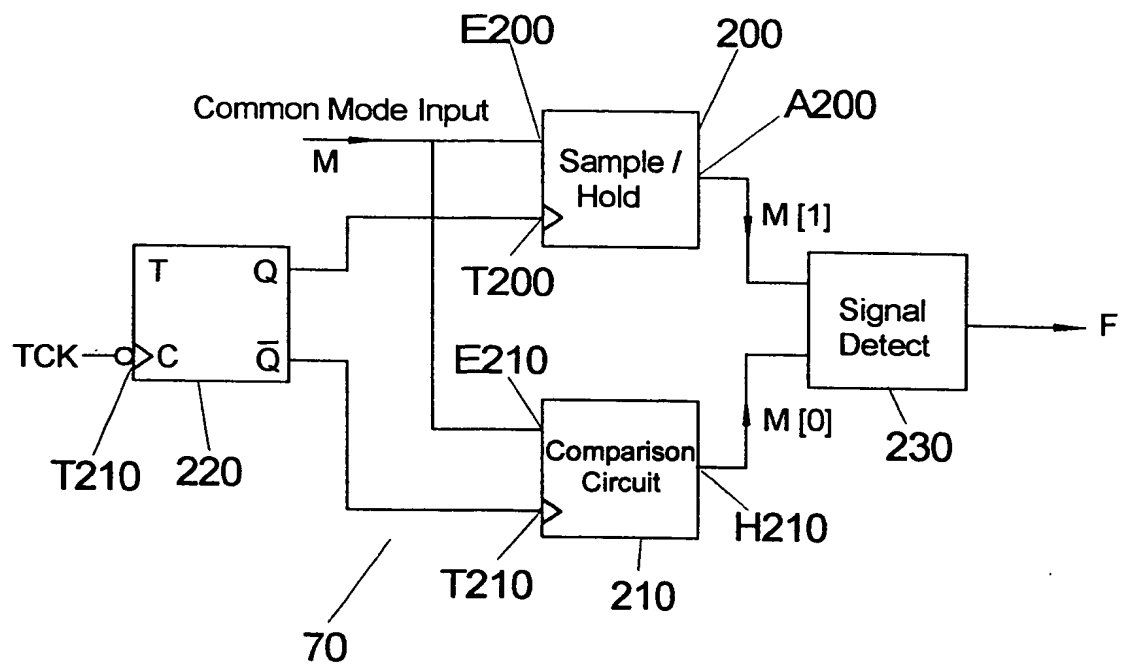 E200
200
Common Mode Input
A200
M
Sample /
Hold
M [1]
T
Q
T200
Signal
Detect
F
TCK
C
Q̅
E210
M [0]
230
T210
220
Comparison
Circuit
H210
T210
210
70